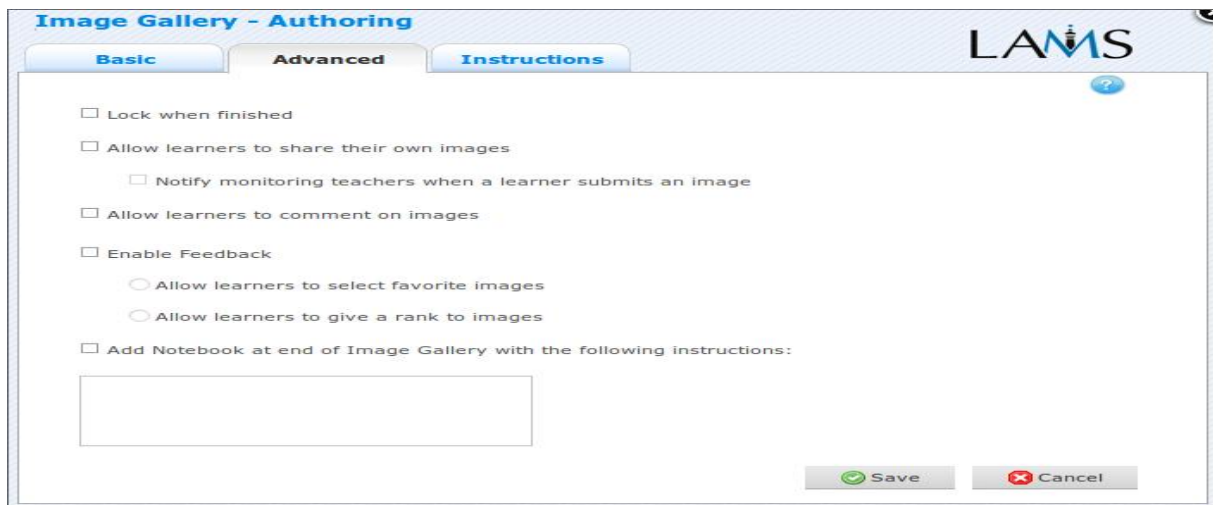 Image Gallery - Authoring
LAMS
Basic Advanced Instructions
?
Lock when finished
Allow learners to share their own images
Notify monitoring teachers when a learner submits an image
Allow learners to comment on images
Enable Feedback
Allow learners to select favorite images
Allow learners to give a rank to images
Add Notebook at end of Image Gallery with the following instructions:
Save Cancel